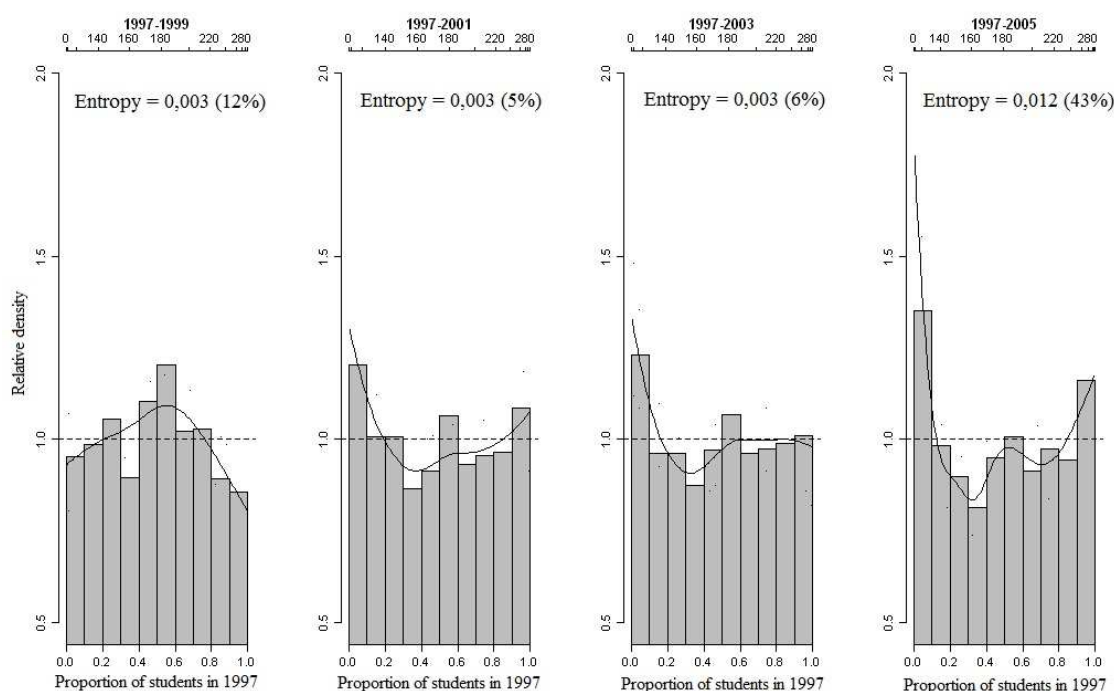 1997-1999
0 140 160 180 220 280
Entropy = 0,003 (12%)
Relative density
2.0
1.5
1.0
0.5
0.0 0.2 0.4 0.6 0.8 1.0
Proportion of students in 1997
1997-2001
0 140 160 180 220 280
Entropy = 0,003 (5%)
2.0
1.5
1.0
0.5
0.0 0.2 0.4 0.6 0.8 1.0
Proportion of students in 1997
1997-2003
0 140 160 180 220 280
Entropy = 0,003 (6%)
2.0
1.5
1.0
0.5
0.0 0.2 0.4 0.6 0.8 1.0
Proportion of students in 1997
1997-2005
0 140 160 180 220 280
Entropy = 0,012 (43%)
2.0
1.5
1.0
0.5
0.0 0.2 0.4 0.6 0.8 1.0
Proportion of students in 1997